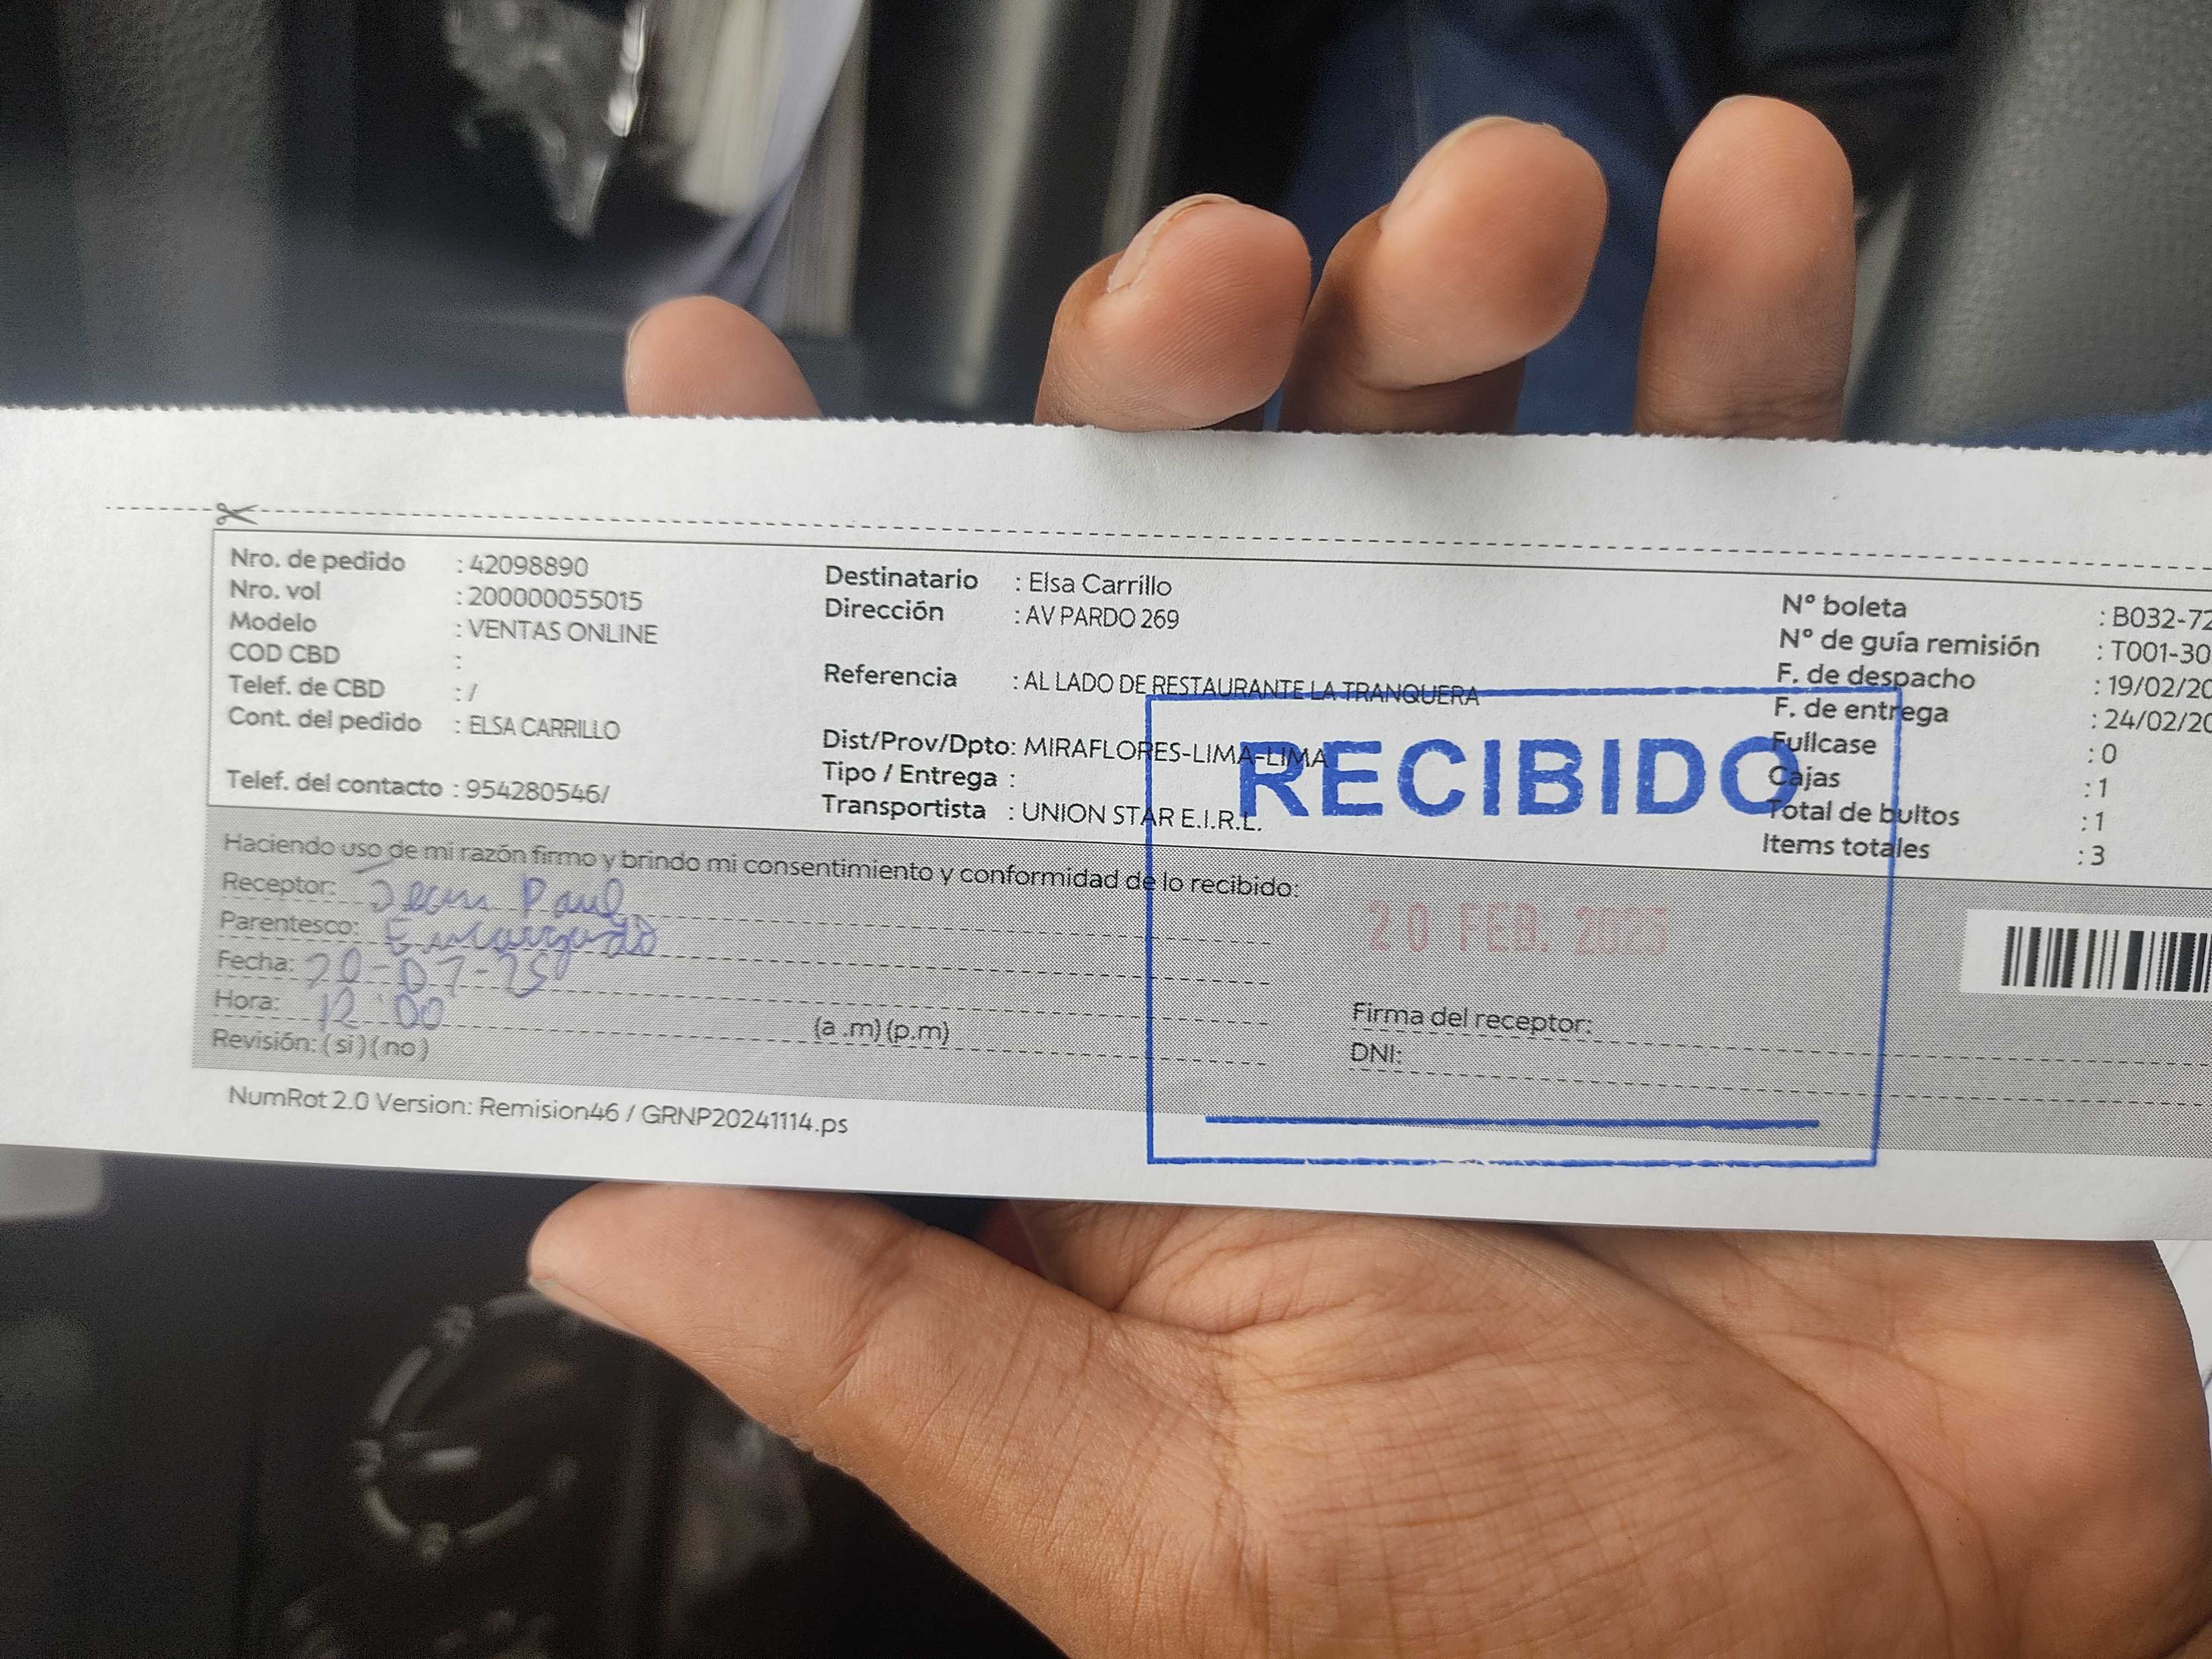 Nro. de pedido : 42098890
Nro. vol : 200000055015
Modelo : VENTAS ONLINE
COD CBD :
Telef. de CBD : /
Cont. del pedido : ELSA CARRILLO
Telef. del contacto : 954280546/
Destinatario : Elsa Carrillo
Dirección : AV PARDO 269
Referencia : AL LADO DE RESTAURANTE LA TRANQUERA
Dist/Prov/Dpto: MIRAFLORES-LIMA-LIMA
Tipo / Entrega :
Transportista : UNION STAR E.I.R.L.
N° boleta : B032-72
N° de guía remisión : T001-30
F. de despacho : 19/02/20
F. de entrega : 24/02/20
Fullcase : 0
Cajas : 1
Total de bultos : 1
Items totales : 3
RECIBIDO
20 FEB. 2025
Haciendo uso de mi razón firmo y brindo mi consentimiento y conformidad de lo recibido:
Receptor: Jean Paul
Parentesco: Encargado
Fecha: 20-07-25
Hora: 12:00 (a .m) (p.m)
Revisión: ( si ) ( no )
Firma del receptor:
DNI:
NumRot 2.0 Version: Remision46 / GRNP20241114.ps